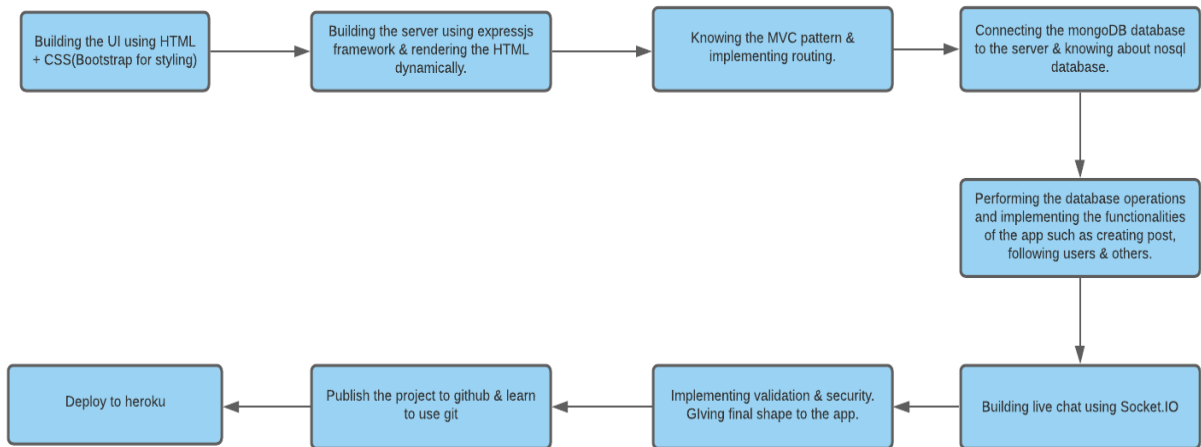 Building the UI using HTML
+ CSS(Bootstrap for styling)
Building the server using expressjs
framework & rendering the HTML
dynamically.
Knowing the MVC pattern &
implementing routing.
Connecting the mongoDB database
to the server & knowing about nosql
database.
Performing the database operations
and implementing the functionalities
of the app such as creating post,
following users & others.
Building live chat using Socket.IO
Implementing validation & security.
GIving final shape to the app.
Publish the project to github & learn
to use git
Deploy to heroku